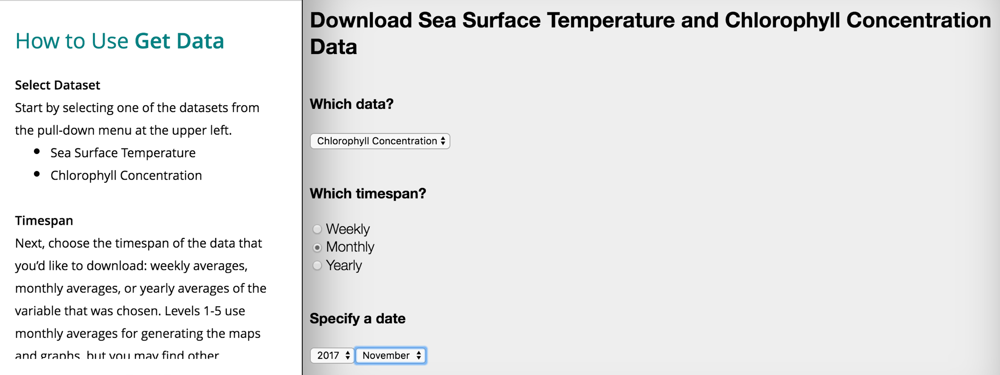 How to Use Get Data
Select Dataset
Start by selecting one of the datasets from
the pull-down menu at the upper left.
Sea Surface Temperature
Chlorophyll Concentration
Timespan
Next, choose the timespan of the data that
you’d like to download: weekly averages,
monthly averages, or yearly averages of the
variable that was chosen. Levels 1-5 use
monthly averages for generating the maps
and graphs, but you may find other
Download Sea Surface Temperature and Chlorophyll Concentration
Data
Which data?
Chlorophyll Concentration
Which timespan?
Weekly
Monthly
Yearly
Specify a date
2017 November